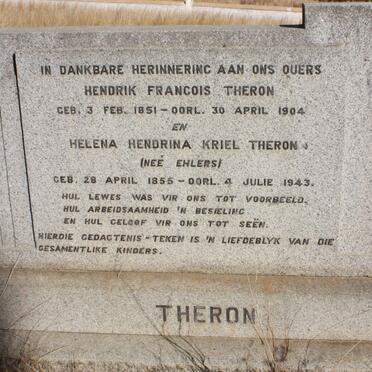 IN DANKBARE HERINNERING AAN ONS OUERS
HENDRIK FRANCOIS THERON
GEB. 3 FEB. 1851 - OORL. 30 APRIL 1904
EN
HELENA HENDRINA KRIEL THERON
(NEÉ EHLERS)
GEB. 28 APRIL 1855 - OORL. 4 JULIE 1943.
HUL LEWES WAS VIR ONS TOT VOORBEELD.
HUL ARBEIDSAAMHEID 'N BESIELING
EN HUL GELOOF VIR ONS TOT SEËN.
HIERDIE GEDAGTENIS-TEKEN IS 'N LIEFDEBLYK VAN DIE
GESAMENTLIKE KINDERS.
THERON